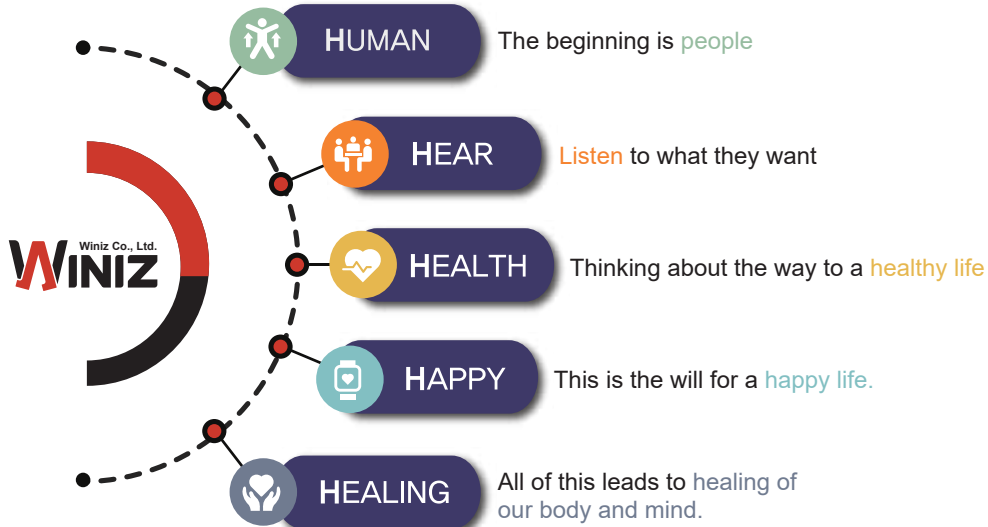 HUMAN
The beginning is people
HEAR
Listen to what they want
Winiz Co., Ltd.
WINIZ
HEALTH
Thinking about the way to a healthy life
HAPPY
This is the will for a happy life.
HEALING
All of this leads to healing of
our body and mind.